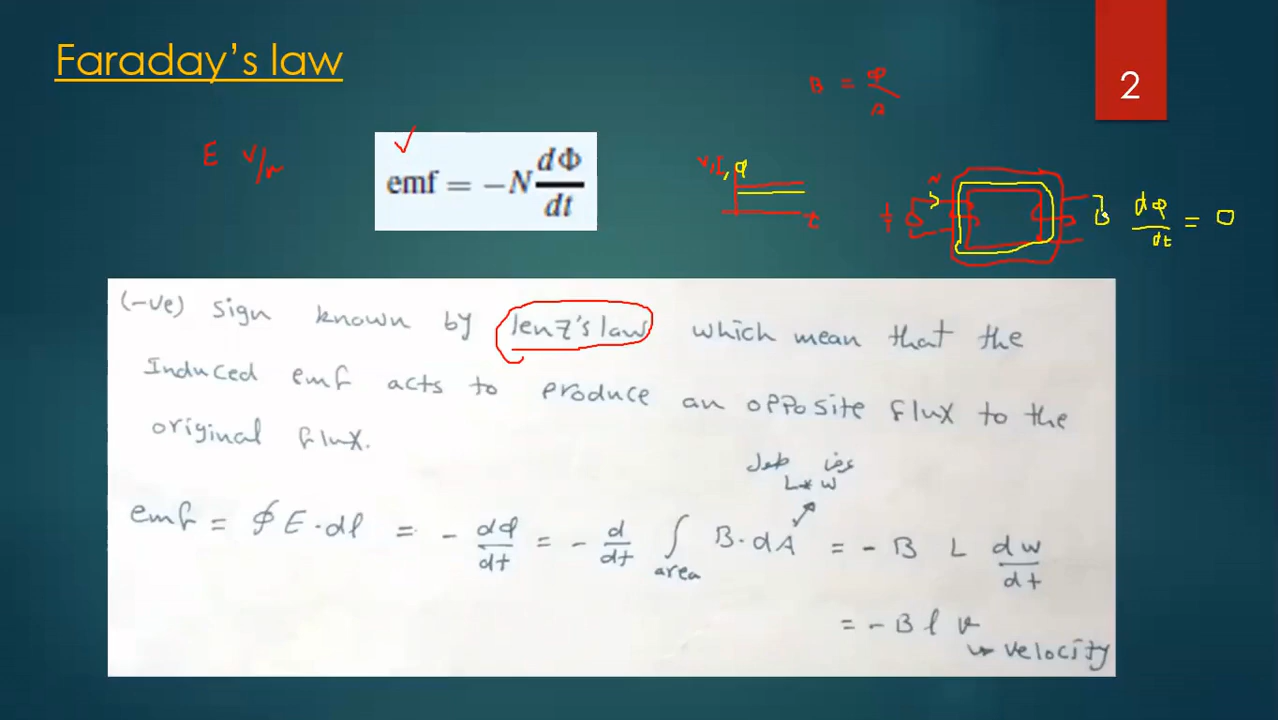 Faraday's law
2
B = φ/A
E V/m
emf = −N dΦ/dt
V,I,φ
t
N
dφ/dt = 0
(-ve) sign known by lenz's law which mean that the
Induced emf acts to produce an opposite flux to the
original flux.
طول عرض
L * w
emf = ∮ E·dl = - dφ/dt = - d/dt ∫area B·dA = - B L dw/dt
= - B l v
velocity